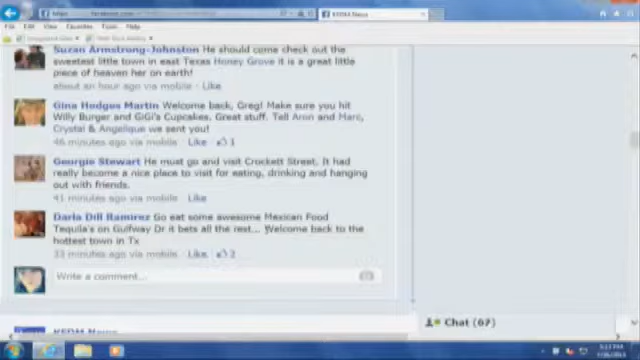 facebook.com
KFDM News
File Edit View Favorites Tools Help
Suzan Armstrong-Johnston He should come check out the
sweetest little town in east Texas Honey Grove it is a great little
piece of heaven her on earth!
about an hour ago via mobile · Like
Gina Hodges Martin Welcome back, Greg! Make sure you hit
Willy Burger and GiGi's Cupcakes. Great stuff. Tell Aron and Marc,
Crystal & Angelique we sent you!
46 minutes ago via mobile · Like · 1
Georgie Stewart He must go and visit Crockett Street. It had
really become a nice place to visit for eating, drinking and hanging
out with friends.
41 minutes ago via mobile · Like
Darla Dill Ramirez Go eat some awesome Mexican Food
Tequila's on Gulfway Dr it bets all the rest... Welcome back to the
hottest town in Tx
33 minutes ago via mobile · Like · 2
Write a comment...
KFDM News
Chat (67)